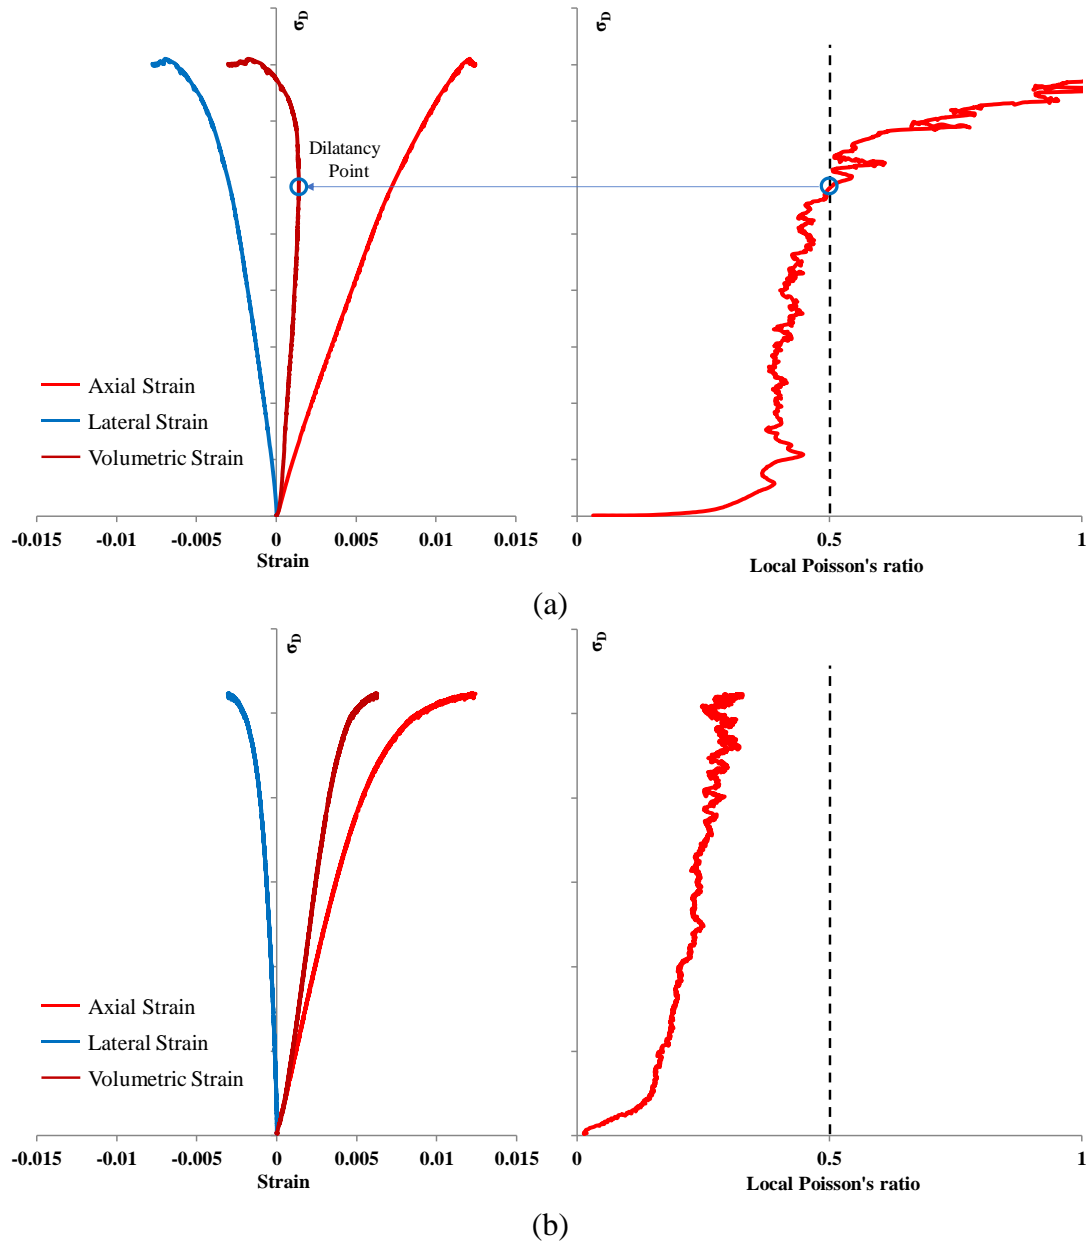 σD
σD
Dilatancy
Point
Axial Strain
Lateral Strain
Volumetric Strain
-0.015 -0.01 -0.005 0 0.005 0.01 0.015
Strain
0 0.5 1
Local Poisson's ratio
(a)
σD
σD
Axial Strain
Lateral Strain
Volumetric Strain
-0.015 -0.01 -0.005 0 0.005 0.01 0.015
Strain
0 0.5 1
Local Poisson's ratio
(b)